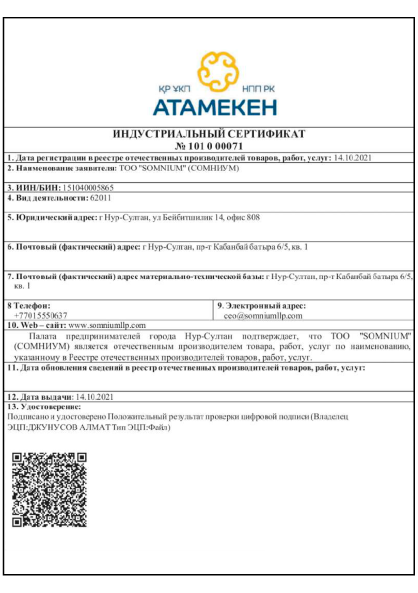 ҚР ҰКП НПП РК
АТАМЕКЕН
ИНДУСТРИАЛЬНЫЙ СЕРТИФИКАТ
№ 101 0 00071
1. Дата регистрации в реестре отечественных производителей товаров, работ, услуг: 14.10.2021
2. Наименование заявителя: ТОО "SOMNIUM" (СОМНИУМ)
3. ИИН/БИН: 151040005865
4. Вид деятельности: 62011
5. Юридический адрес: г Нур-Султан, ул Бейбитшилик 14, офис 808
6. Почтовый (фактический) адрес: г Нур-Султан, пр-т Кабанбай батыра 6/5, кв. 1
7. Почтовый (фактический) адрес материально-технической базы: г Нур-Султан, пр-т Кабанбай батыра 6/5,
кв. 1
8 Телефон:
+77015550637
9. Электронный адрес:
ceo@somniumllp.com
10. Web – сайт: www.somniumllp.com
Палата предпринимателей города Нур-Султан подтверждает, что ТОО "SOMNIUM"
(СОМНИУМ) является отечественным производителем товара, работ, услуг по наименованию,
указанному в Реестре отечественных производителей товаров, работ, услуг.
11. Дата обновления сведений в реестр отечественных производителей товаров, работ, услуг:
12. Дата выдачи: 14.10.2021
13. Удостоверение:
Подписано и удостоверено Положительный результат проверки цифровой подписи (Владелец
ЭЦП:ДЖУНУСОВ АЛМАТ Тип ЭЦП:Файл)